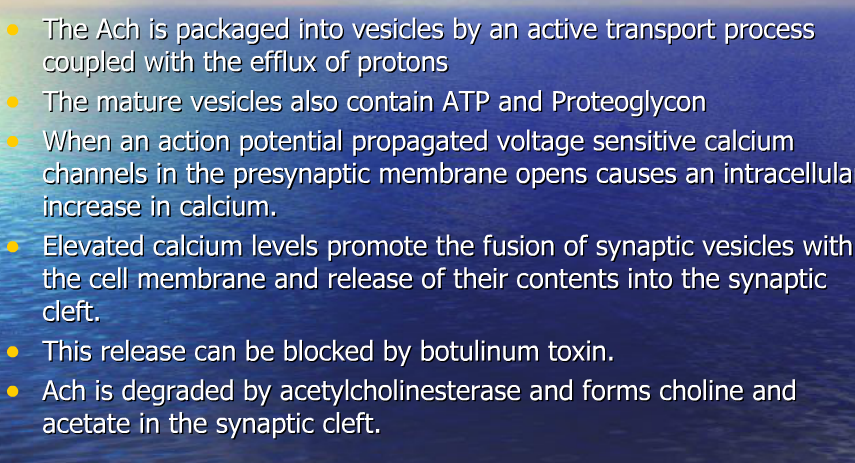 • The Ach is packaged into vesicles by an active transport process
coupled with the efflux of protons
• The mature vesicles also contain ATP and Proteoglycon
• When an action potential propagated voltage sensitive calcium
channels in the presynaptic membrane opens causes an intracellula
increase in calcium.
• Elevated calcium levels promote the fusion of synaptic vesicles with
the cell membrane and release of their contents into the synaptic
cleft.
• This release can be blocked by botulinum toxin.
• Ach is degraded by acetylcholinesterase and forms choline and
acetate in the synaptic cleft.